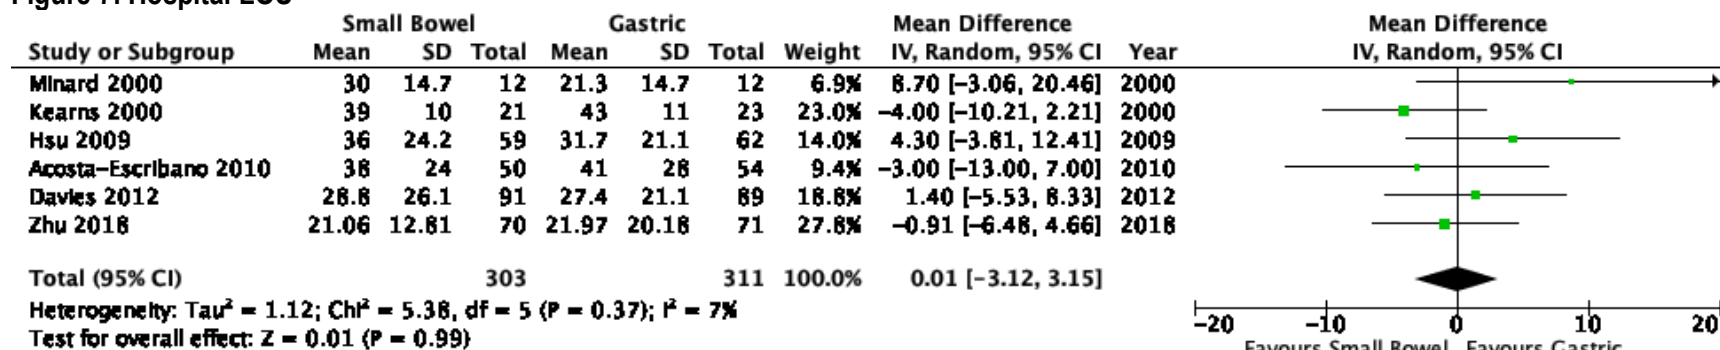 Figure 7. Hospital LOS
Small Bowel Gastric Mean Difference Mean Difference
Study or Subgroup Mean SD Total Mean SD Total Weight IV, Random, 95% CI Year IV, Random, 95% CI
Minard 2000 30 14.7 12 21.3 14.7 12 6.9% 8.70 [−3.06, 20.46] 2000
Kearns 2000 39 10 21 43 11 23 23.0% −4.00 [−10.21, 2.21] 2000
Hsu 2009 36 24.2 59 31.7 21.1 62 14.0% 4.30 [−3.81, 12.41] 2009
Acosta−Escribano 2010 38 24 50 41 28 54 9.4% −3.00 [−13.00, 7.00] 2010
Davies 2012 28.8 26.1 91 27.4 21.1 89 18.8% 1.40 [−5.53, 8.33] 2012
Zhu 2018 21.06 12.81 70 21.97 20.18 71 27.8% −0.91 [−6.48, 4.66] 2018
Total (95% CI) 303 311 100.0% 0.01 [−3.12, 3.15]
Heterogeneity: Tau² = 1.12; Chi² = 5.38, df = 5 (P = 0.37); I² = 7%
Test for overall effect: Z = 0.01 (P = 0.99)
−20 −10 0 10 20
Favours Small Bowel Favours Gastric